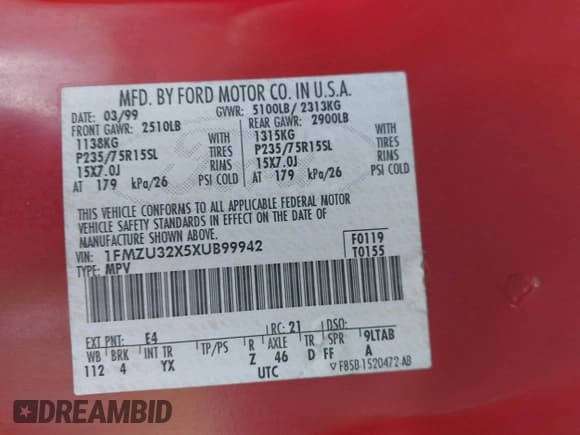 MFD. BY FORD MOTOR CO. IN U.S.A.
DATE: 03/99 GVWR: 5100LB/ 2313KG
FRONT GAWR: 2510LB REAR GAWR: 2900LB
1138KG WITH 1315KG WITH
P235/75R15SL TIRES P235/75R15SL TIRES
15X7.0J RIMS 15X7.0J RIMS
AT 179 kPa/26 PSI COLD AT 179 kPa/26 PSI COLD
THIS VEHICLE CONFORMS TO ALL APPLICABLE FEDERAL MOTOR
VEHICLE SAFETY STANDARDS IN EFFECT ON THE DATE OF
MANUFACTURE SHOWN ABOVE.
VIN: 1FMZU32X5XUB99942 F0119
TYPE: MPV T0155
EXT PNT: E4 RC: 21 DSO:
WB BRK INT TR TP/PS R AXLE TR SPR 9LTAB
112 4 YX Z 46 D FF A
UTC ▽ F85B-1520472-AB
DREAMBID